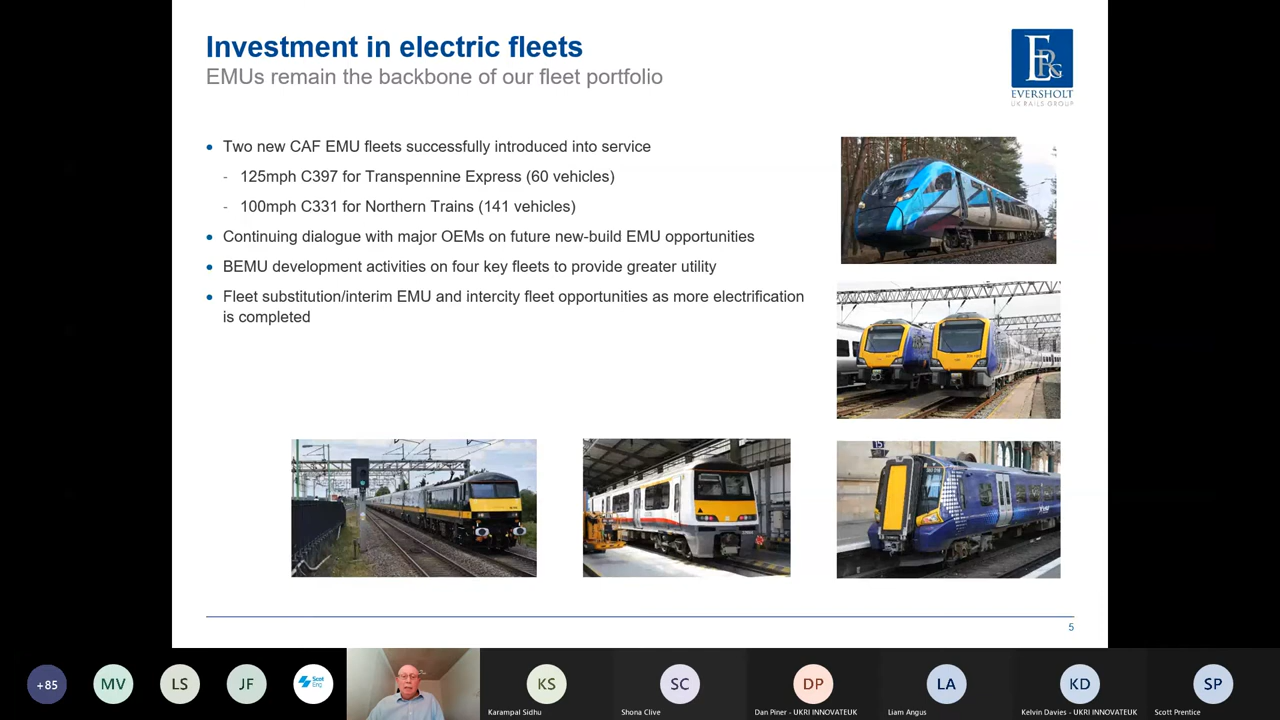 Investment in electric fleets
EMUs remain the backbone of our fleet portfolio
EVERSHOLT
UK RAILS GROUP
• Two new CAF EMU fleets successfully introduced into service
- 125mph C397 for Transpennine Express (60 vehicles)
- 100mph C331 for Northern Trains (141 vehicles)
• Continuing dialogue with major OEMs on future new-build EMU opportunities
• BEMU development activities on four key fleets to provide greater utility
• Fleet substitution/interim EMU and intercity fleet opportunities as more electrification
is completed
15
5
+85
MV
LS
JF
Scot
Eng
KS
Karampal Sidhu
SC
Shona Clive
DP
Dan Piner - UKRI INNOVATEUK
LA
Liam Angus
KD
Kelvin Davies - UKRI INNOVATEUK
SP
Scott Prentice